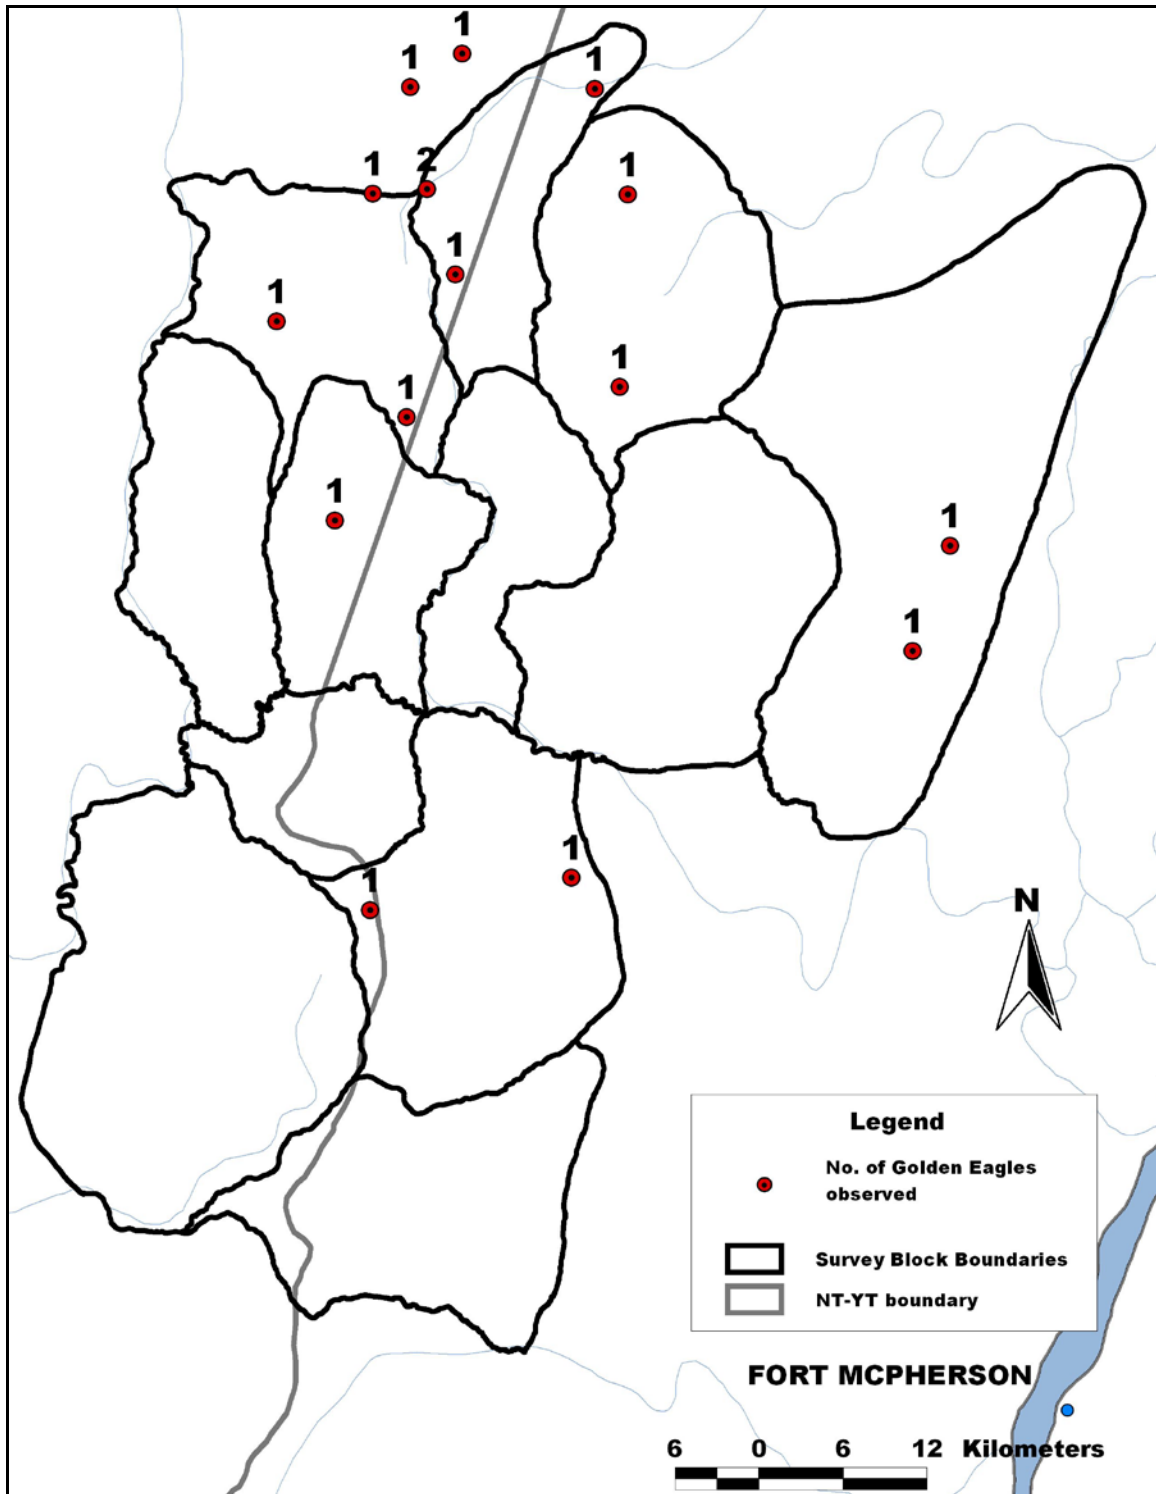 1
1
1
1
2
1
1
1
1
1
1
1
1
1
1
N
Legend
No. of Golden Eagles
observed
Survey Block Boundaries
NT-YT boundary
FORT MCPHERSON
6 0 6 12 Kilometers